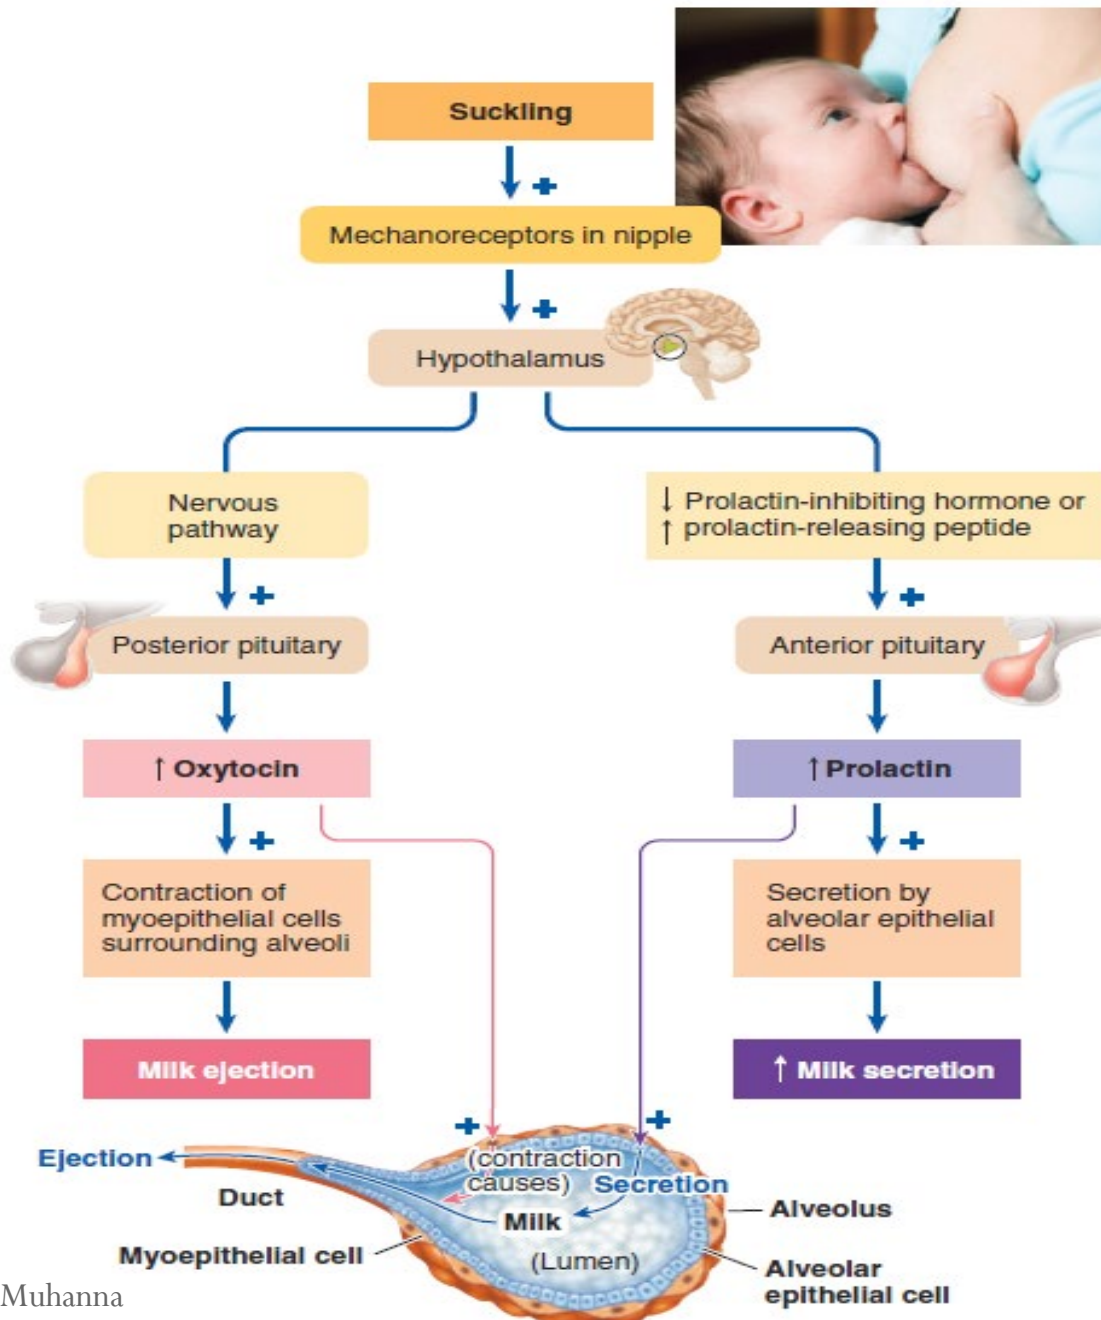 Suckling
+
Mechanoreceptors in nipple
+
Hypothalamus
Nervous
pathway
↓ Prolactin-inhibiting hormone or
↑ prolactin-releasing peptide
+
+
Posterior pituitary
Anterior pituitary
↑ Oxytocin
↑ Prolactin
+
+
Contraction of
myoepithelial cells
surrounding alveoli
Secretion by
alveolar epithelial
cells
Milk ejection
↑ Milk secretion
+
+
Ejection
(contraction
causes)
Secretion
Duct
Milk
Alveolus
Myoepithelial cell
(Lumen)
Alveolar
epithelial cell
Muhanna